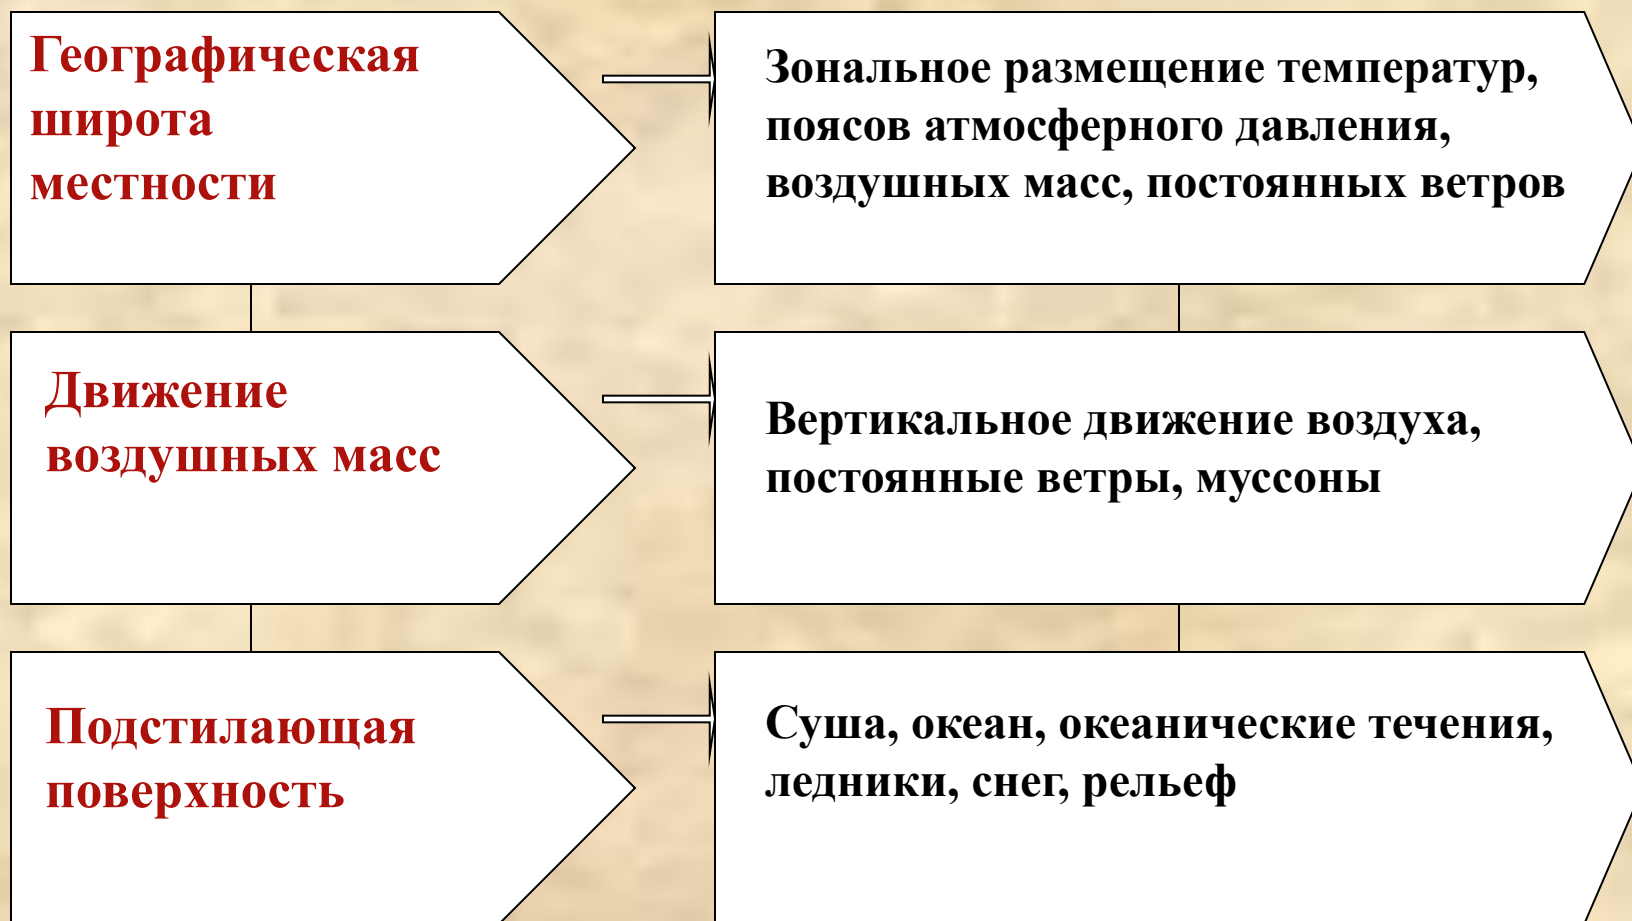 Географическая
широта
местности
Зональное размещение температур,
поясов атмосферного давления,
воздушных масс, постоянных ветров
Движение
воздушных масс
Вертикальное движение воздуха,
постоянные ветры, муссоны
Подстилающая
поверхность
Суша, океан, океанические течения,
ледники, снег, рельеф